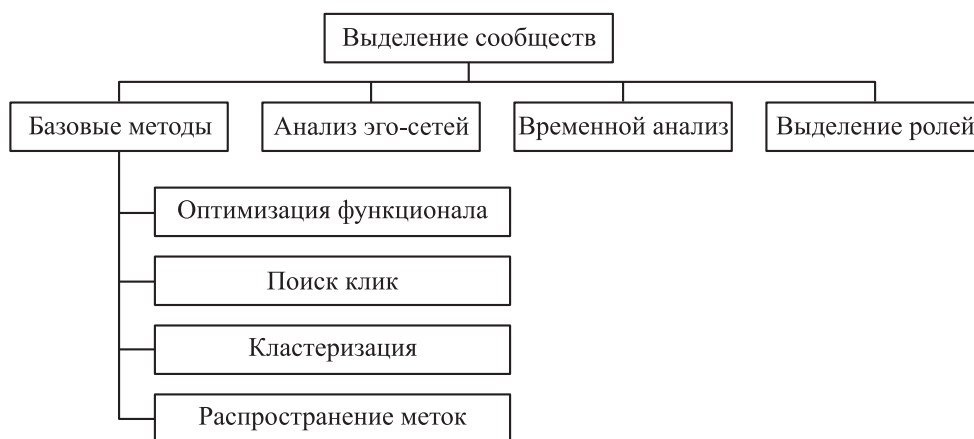 Выделение сообществ
Базовые методы
Анализ эго-сетей
Временной анализ
Выделение ролей
Оптимизация функционала
Поиск клик
Кластеризация
Распространение меток